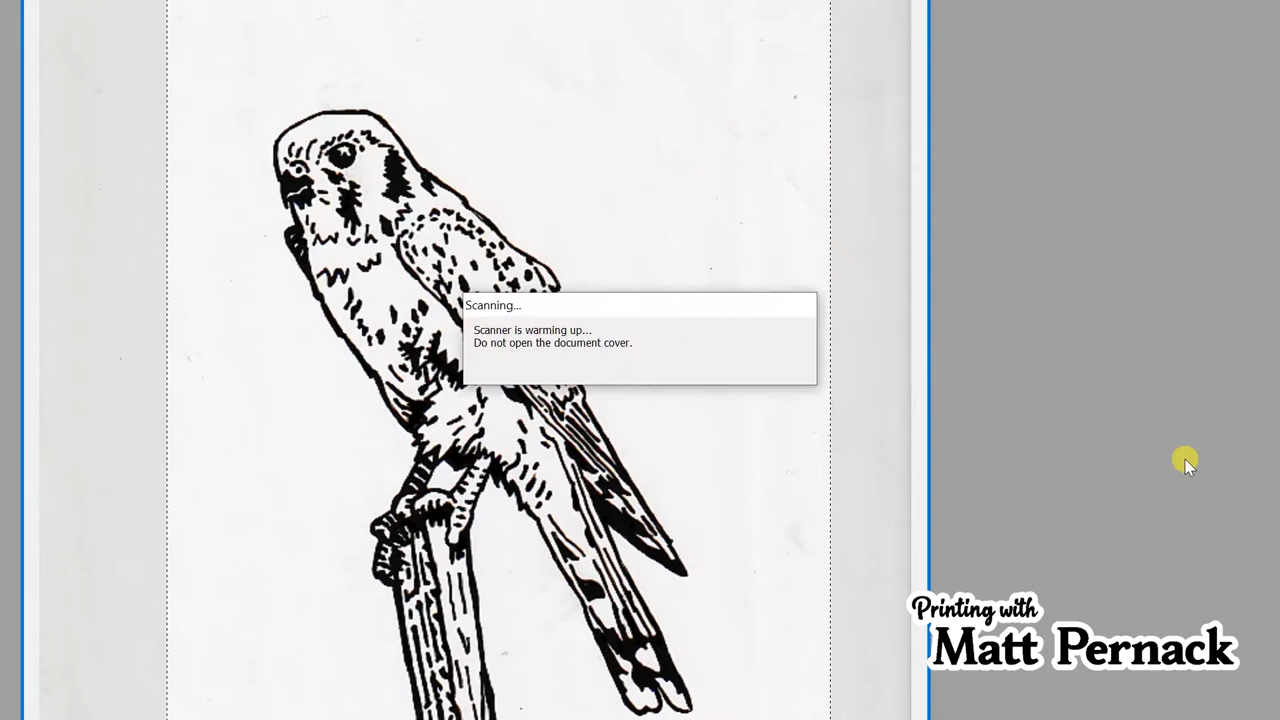 Scanning...
Scanner is warming up...
Do not open the document cover.
Printing with
Matt Pernack